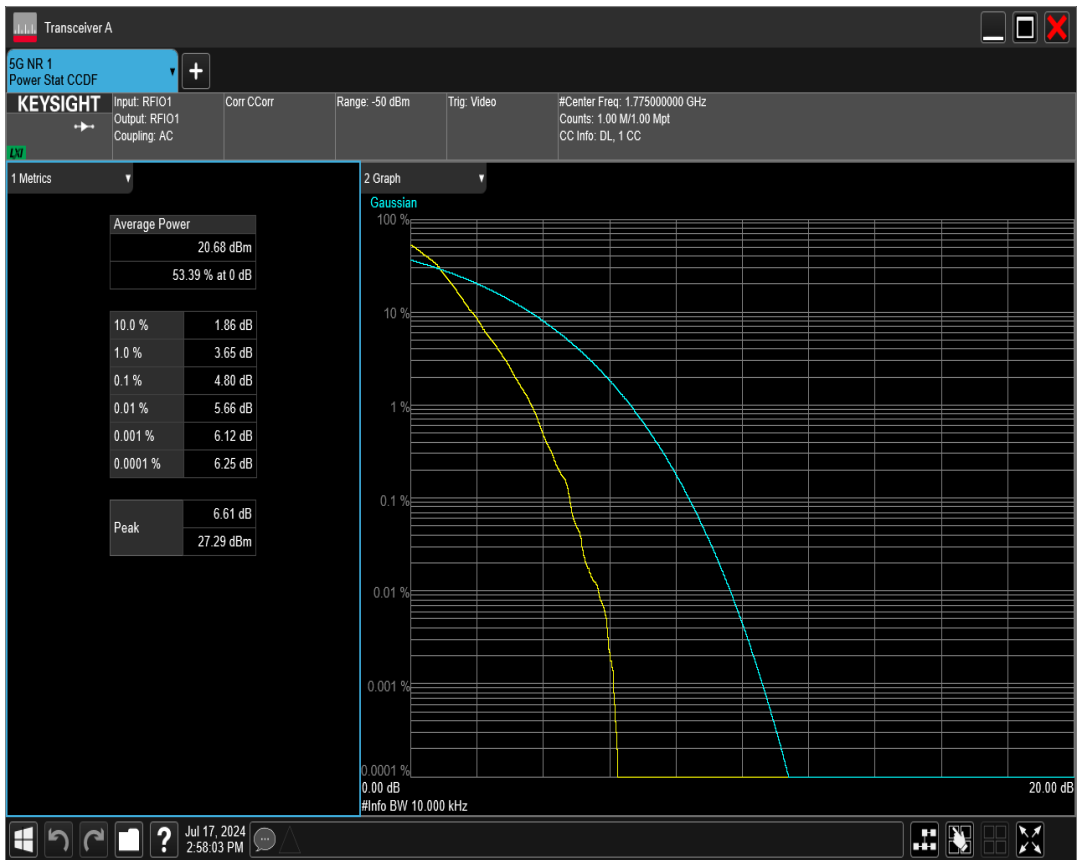 Transceiver A
5G NR 1
Power Stat CCDF
KEYSIGHT
LXI
Input: RFIO1
Output: RFIO1
Coupling: AC
Corr CCorr
Range: -50 dBm
Trig: Video
#Center Freq: 1.775000000 GHz
Counts: 1.00 M/1.00 Mpt
CC Info: DL, 1 CC
1 Metrics
Average Power
20.68 dBm
53.39 % at 0 dB
10.0 % 1.86 dB
1.0 % 3.65 dB
0.1 % 4.80 dB
0.01 % 5.66 dB
0.001 % 6.12 dB
0.0001 % 6.25 dB
Peak
6.61 dB
27.29 dBm
2 Graph
Gaussian
100 %
10 %
1 %
0.1 %
0.01 %
0.001 %
0.0001 %
0.00 dB
20.00 dB
#Info BW 10.000 kHz
?
Jul 17, 2024
2:58:03 PM